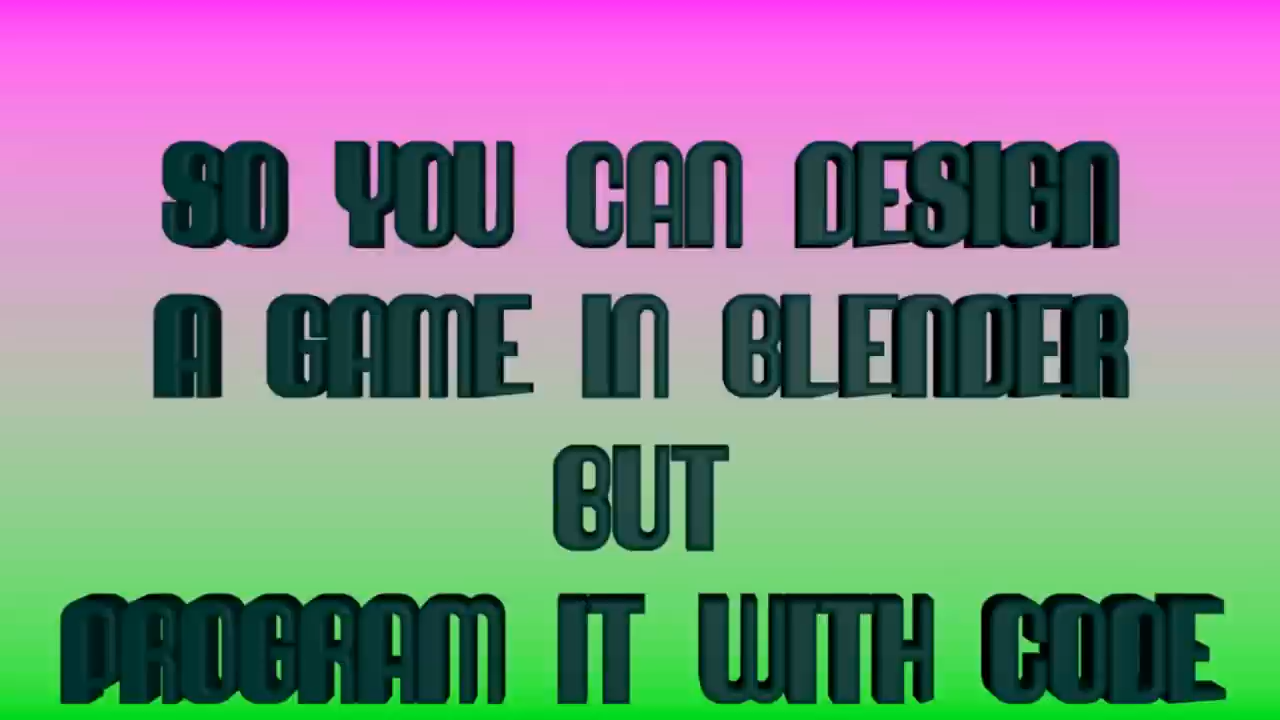 SO YOU CAN DESIGN
A GAME IN BLENDER
BUT
PROGRAM IT WITH CODE